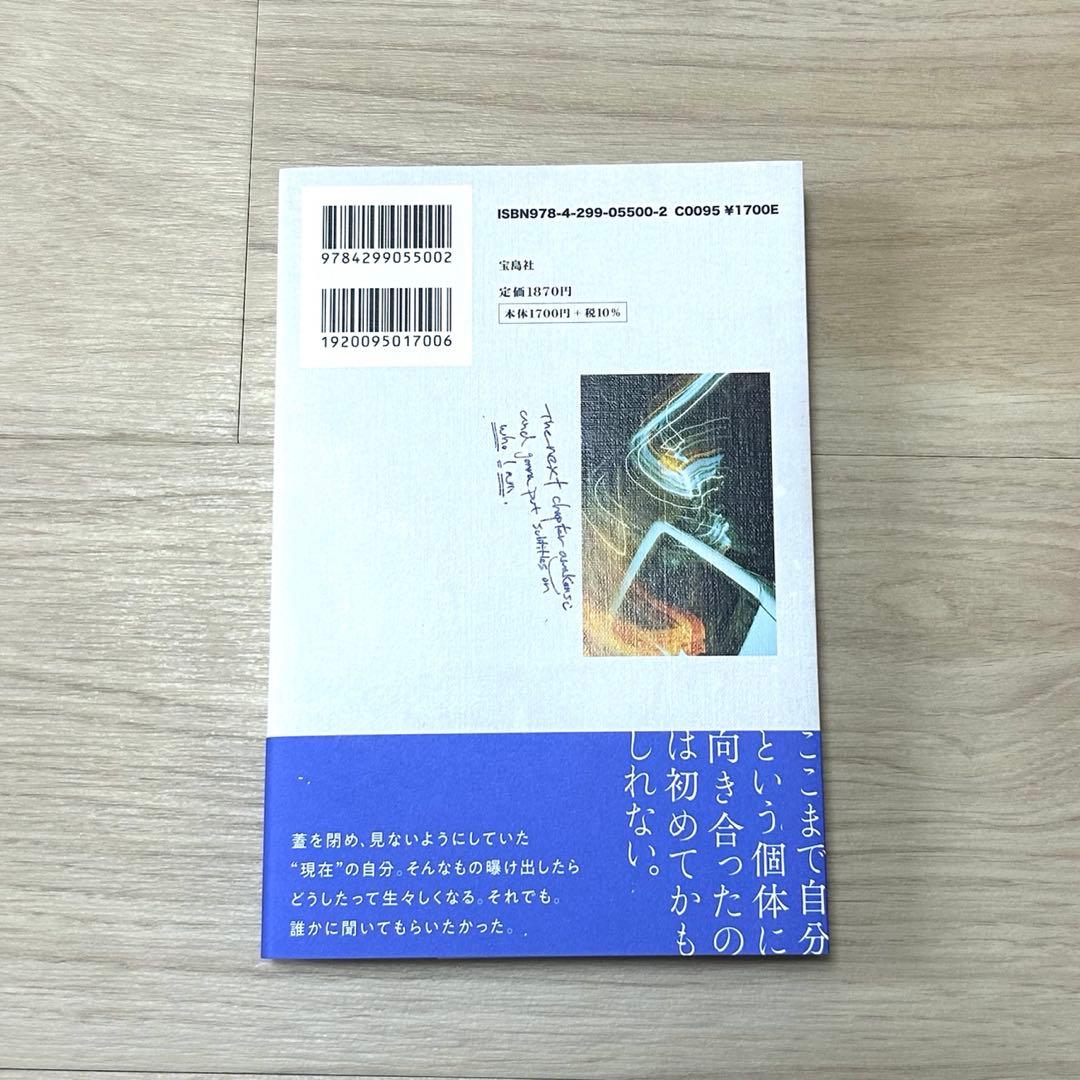 9784299055002
1920095017006
ISBN978-4-299-05500-2 C0095 ¥1700E
宝島社
定価1870円
本体1700円+税10%
The next chapter awakens
and gonna put subtitles on
who I am.
ここまで自分
という個体に
向き合ったの
は初めてかも
しれない。
蓋を閉め、見ないようにしていた
“現在”の自分。そんなもの曝け出したら
どうしたって生々しくなる。それでも。
誰かに聞いてもらいたかった。